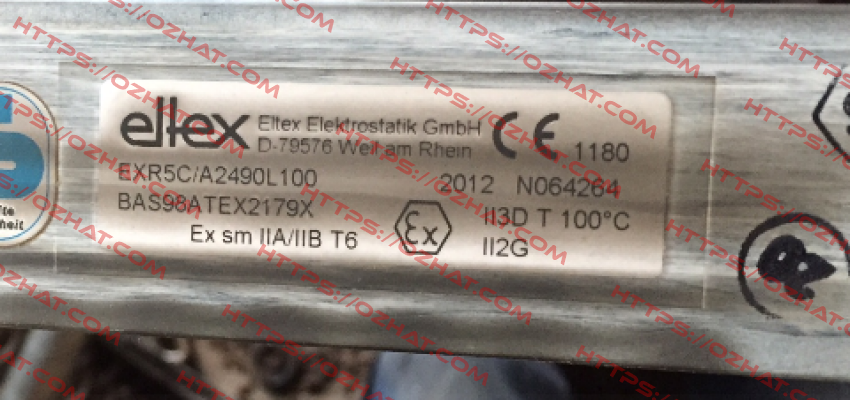 eltex Eltex Elektrostatik GmbH CE 1180
D-79576 Weil am Rhein
EXR5C/A2490L100 2012 N064264
BAS98ATEX2179X Ex II3D T 100°C
Ex sm IIA/IIB T6 II2G
HTTPS://OZHAT.COM